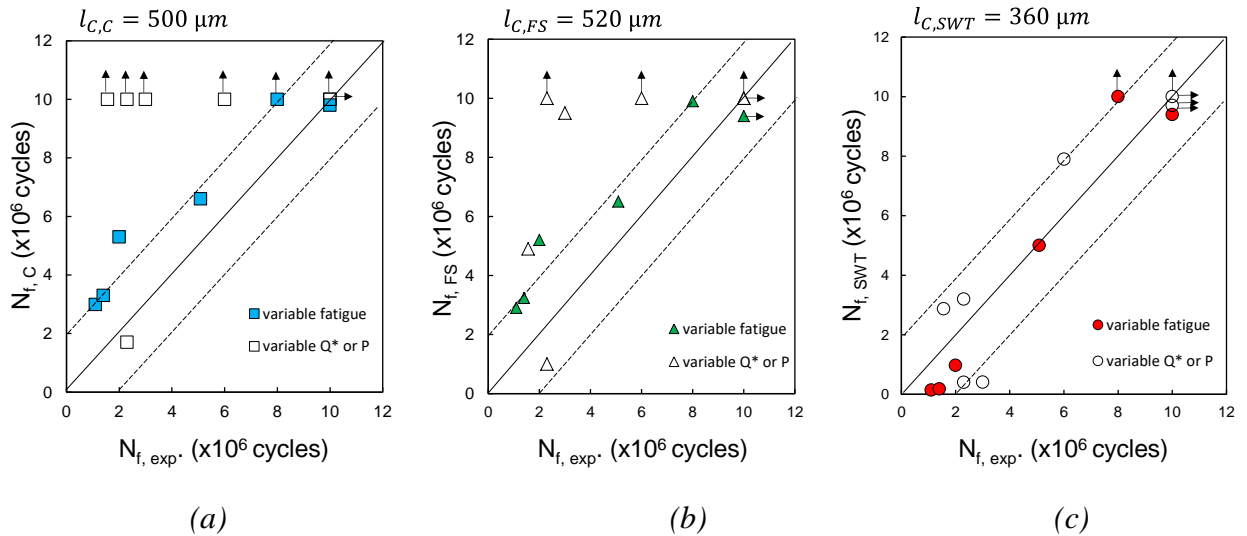 l_{C,C} = 500 μm
12
10
8
6
4
2
0
0 2 4 6 8 10 12
N_{f, C} (x10^6 cycles)
N_{f, exp}. (x10^6 cycles)
variable fatigue
variable Q* or P
(a)
l_{C,FS} = 520 μm
12
10
8
6
4
2
0
0 2 4 6 8 10 12
N_{f, FS} (x10^6 cycles)
N_{f, exp}. (x10^6 cycles)
variable fatigue
variable Q* or P
(b)
l_{C,SWT} = 360 μm
12
10
8
6
4
2
0
0 2 4 6 8 10 12
N_{f, SWT} (x10^6 cycles)
N_{f, exp}. (x10^6 cycles)
variable fatigue
variable Q* or P
(c)